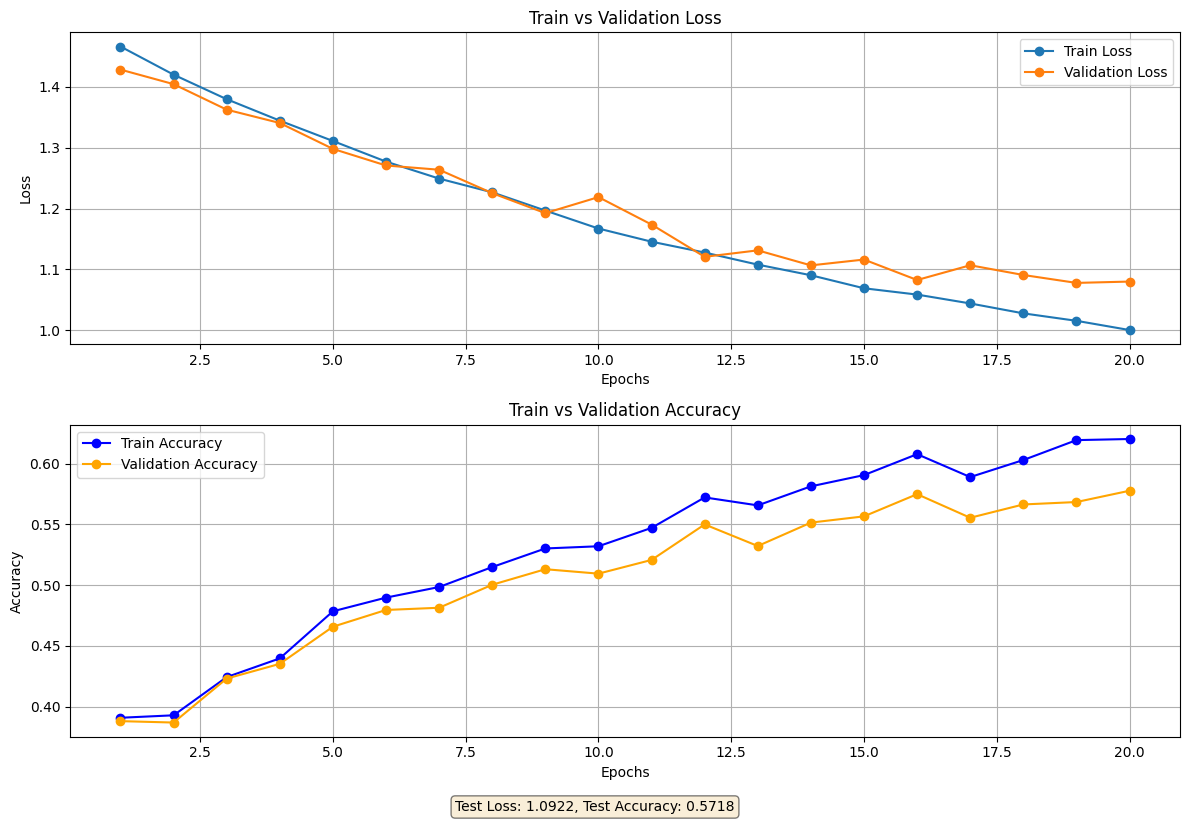 Train vs Validation Loss
1.4
1.3
1.2
1.1
1.0
Loss
Train Loss
Validation Loss
2.5 5.0 7.5 10.0 12.5 15.0 17.5 20.0
Epochs
Train vs Validation Accuracy
0.60
0.55
0.50
0.45
0.40
Accuracy
Train Accuracy
Validation Accuracy
2.5 5.0 7.5 10.0 12.5 15.0 17.5 20.0
Epochs
Test Loss: 1.0922, Test Accuracy: 0.5718